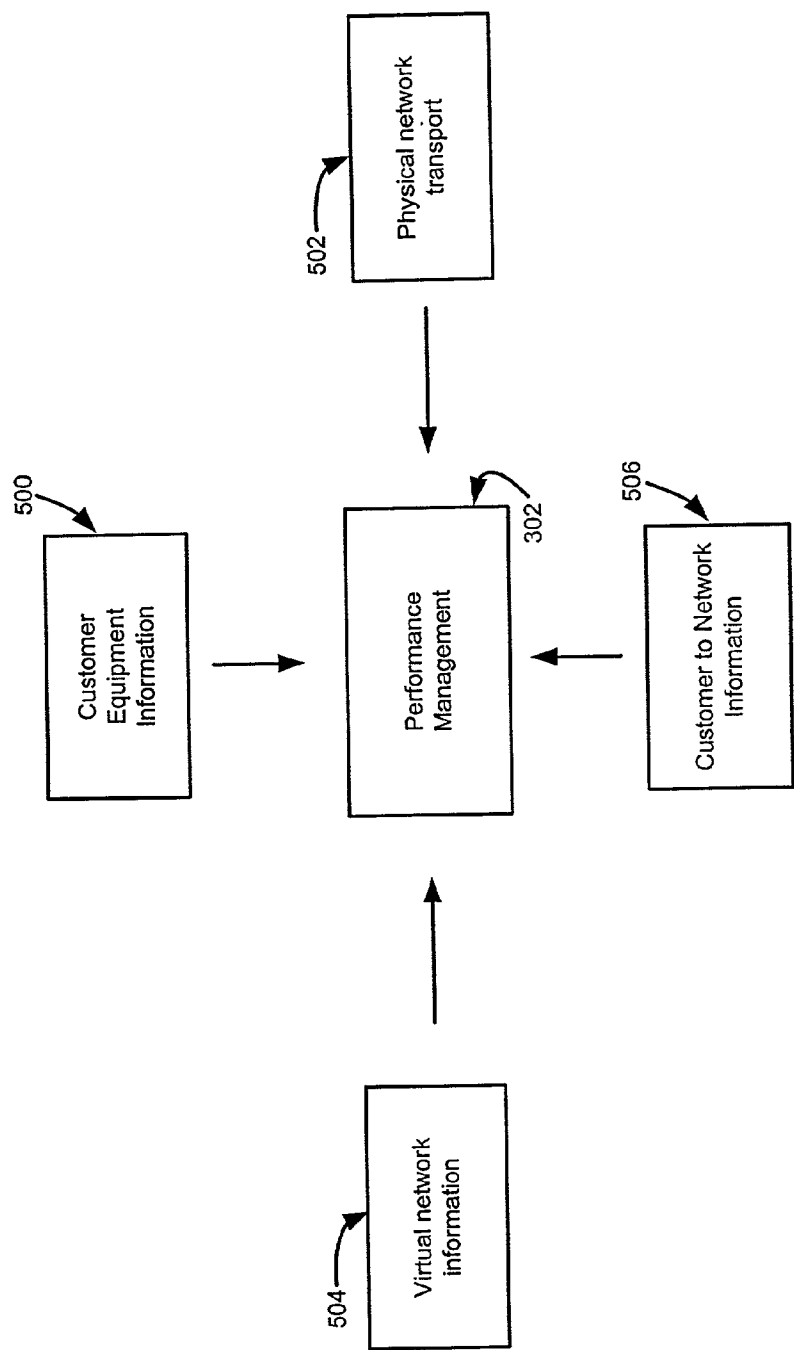 500
Customer
Equipment
Information
504
Virtual network
information
Performance
Management
302
502
Physical network
transport
506
Customer to Network
Information